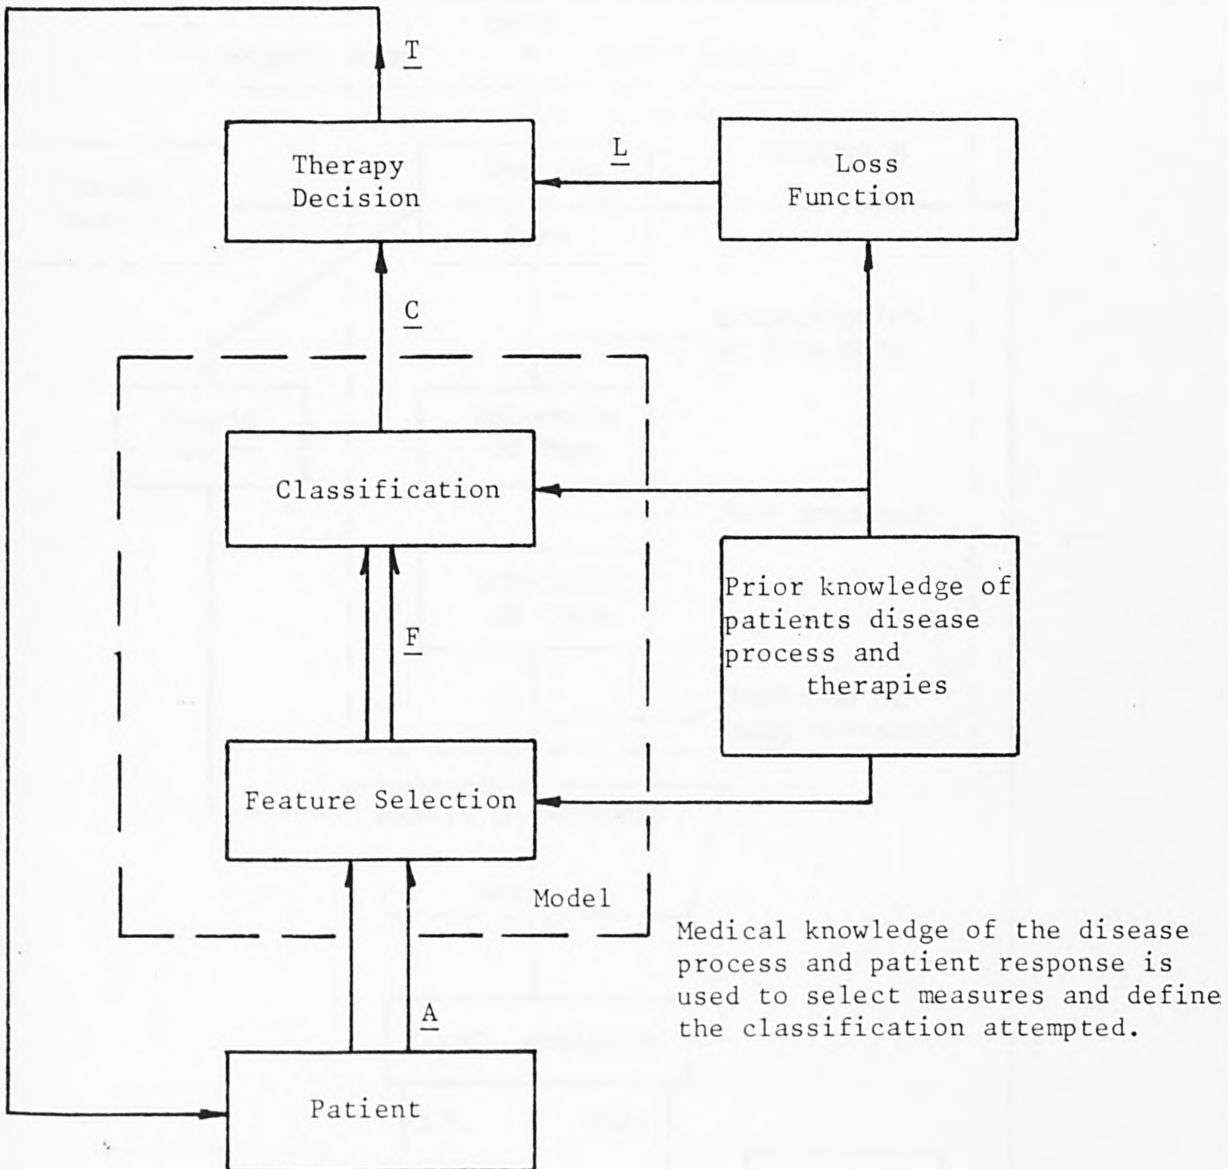 T
Therapy
Decision
L
Loss
Function
C
Classification
Prior knowledge of
patients disease
process and
therapies
F
Feature Selection
Model
Medical knowledge of the disease
process and patient response is
used to select measures and define
the classification attempted.
A
Patient